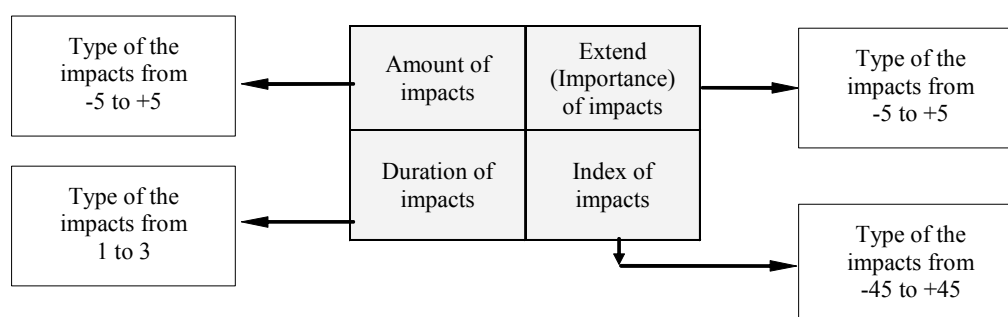 Type of the
impacts from
-5 to +5
Amount of
impacts
Extend
(Importance)
of impacts
Type of the
impacts from
-5 to +5
Type of the
impacts from
1 to 3
Duration of
impacts
Index of
impacts
Type of the
impacts from
-45 to +45